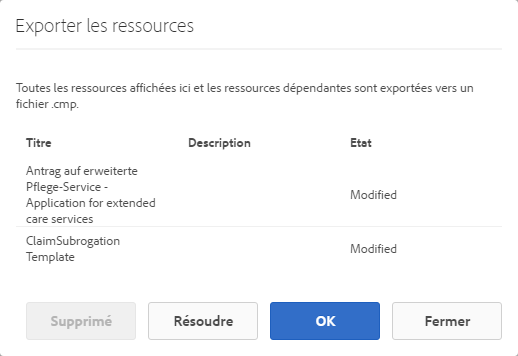 Exporter les ressources
Toutes les ressources affichées ici et les ressources dépendantes sont exportées vers un
fichier .cmp.
Titre Description Etat
Antrag auf erweiterte
Pflege-Service -
Application for extended
care services
Modified
ClaimSubrogation
Template
Modified
Supprimé Résoudre OK Fermer